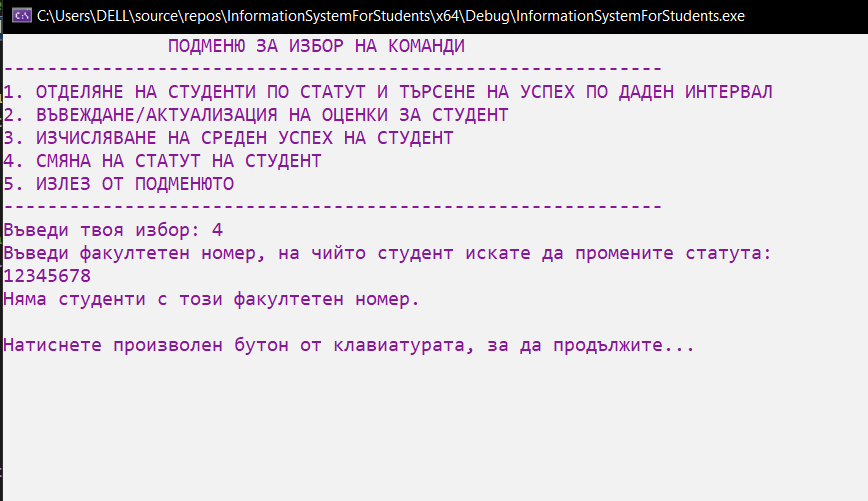 C:\Users\DELL\source\repos\InformationSystemForStudents\x64\Debug\InformationSystemForStudents.exe
ПОДМЕНЮ ЗА ИЗБОР НА КОМАНДИ
------------------------------------------------------------
1. ОТДЕЛЯНЕ НА СТУДЕНТИ ПО СТАТУТ И ТЪРСЕНЕ НА УСПЕХ ПО ДАДЕН ИНТЕРВАЛ
2. ВЪВЕЖДАНЕ/АКТУАЛИЗАЦИЯ НА ОЦЕНКИ ЗА СТУДЕНТ
3. ИЗЧИСЛЯВАНЕ НА СРЕДЕН УСПЕХ НА СТУДЕНТ
4. СМЯНА НА СТАТУТ НА СТУДЕНТ
5. ИЗЛЕЗ ОТ ПОДМЕНЮТО
------------------------------------------------------------
Въведи твоя избор: 4
Въведи факултетен номер, на чийто студент искате да промените статута:
12345678
Няма студенти с този факултетен номер.
Натиснете произволен бутон от клавиатурата, за да продължите...